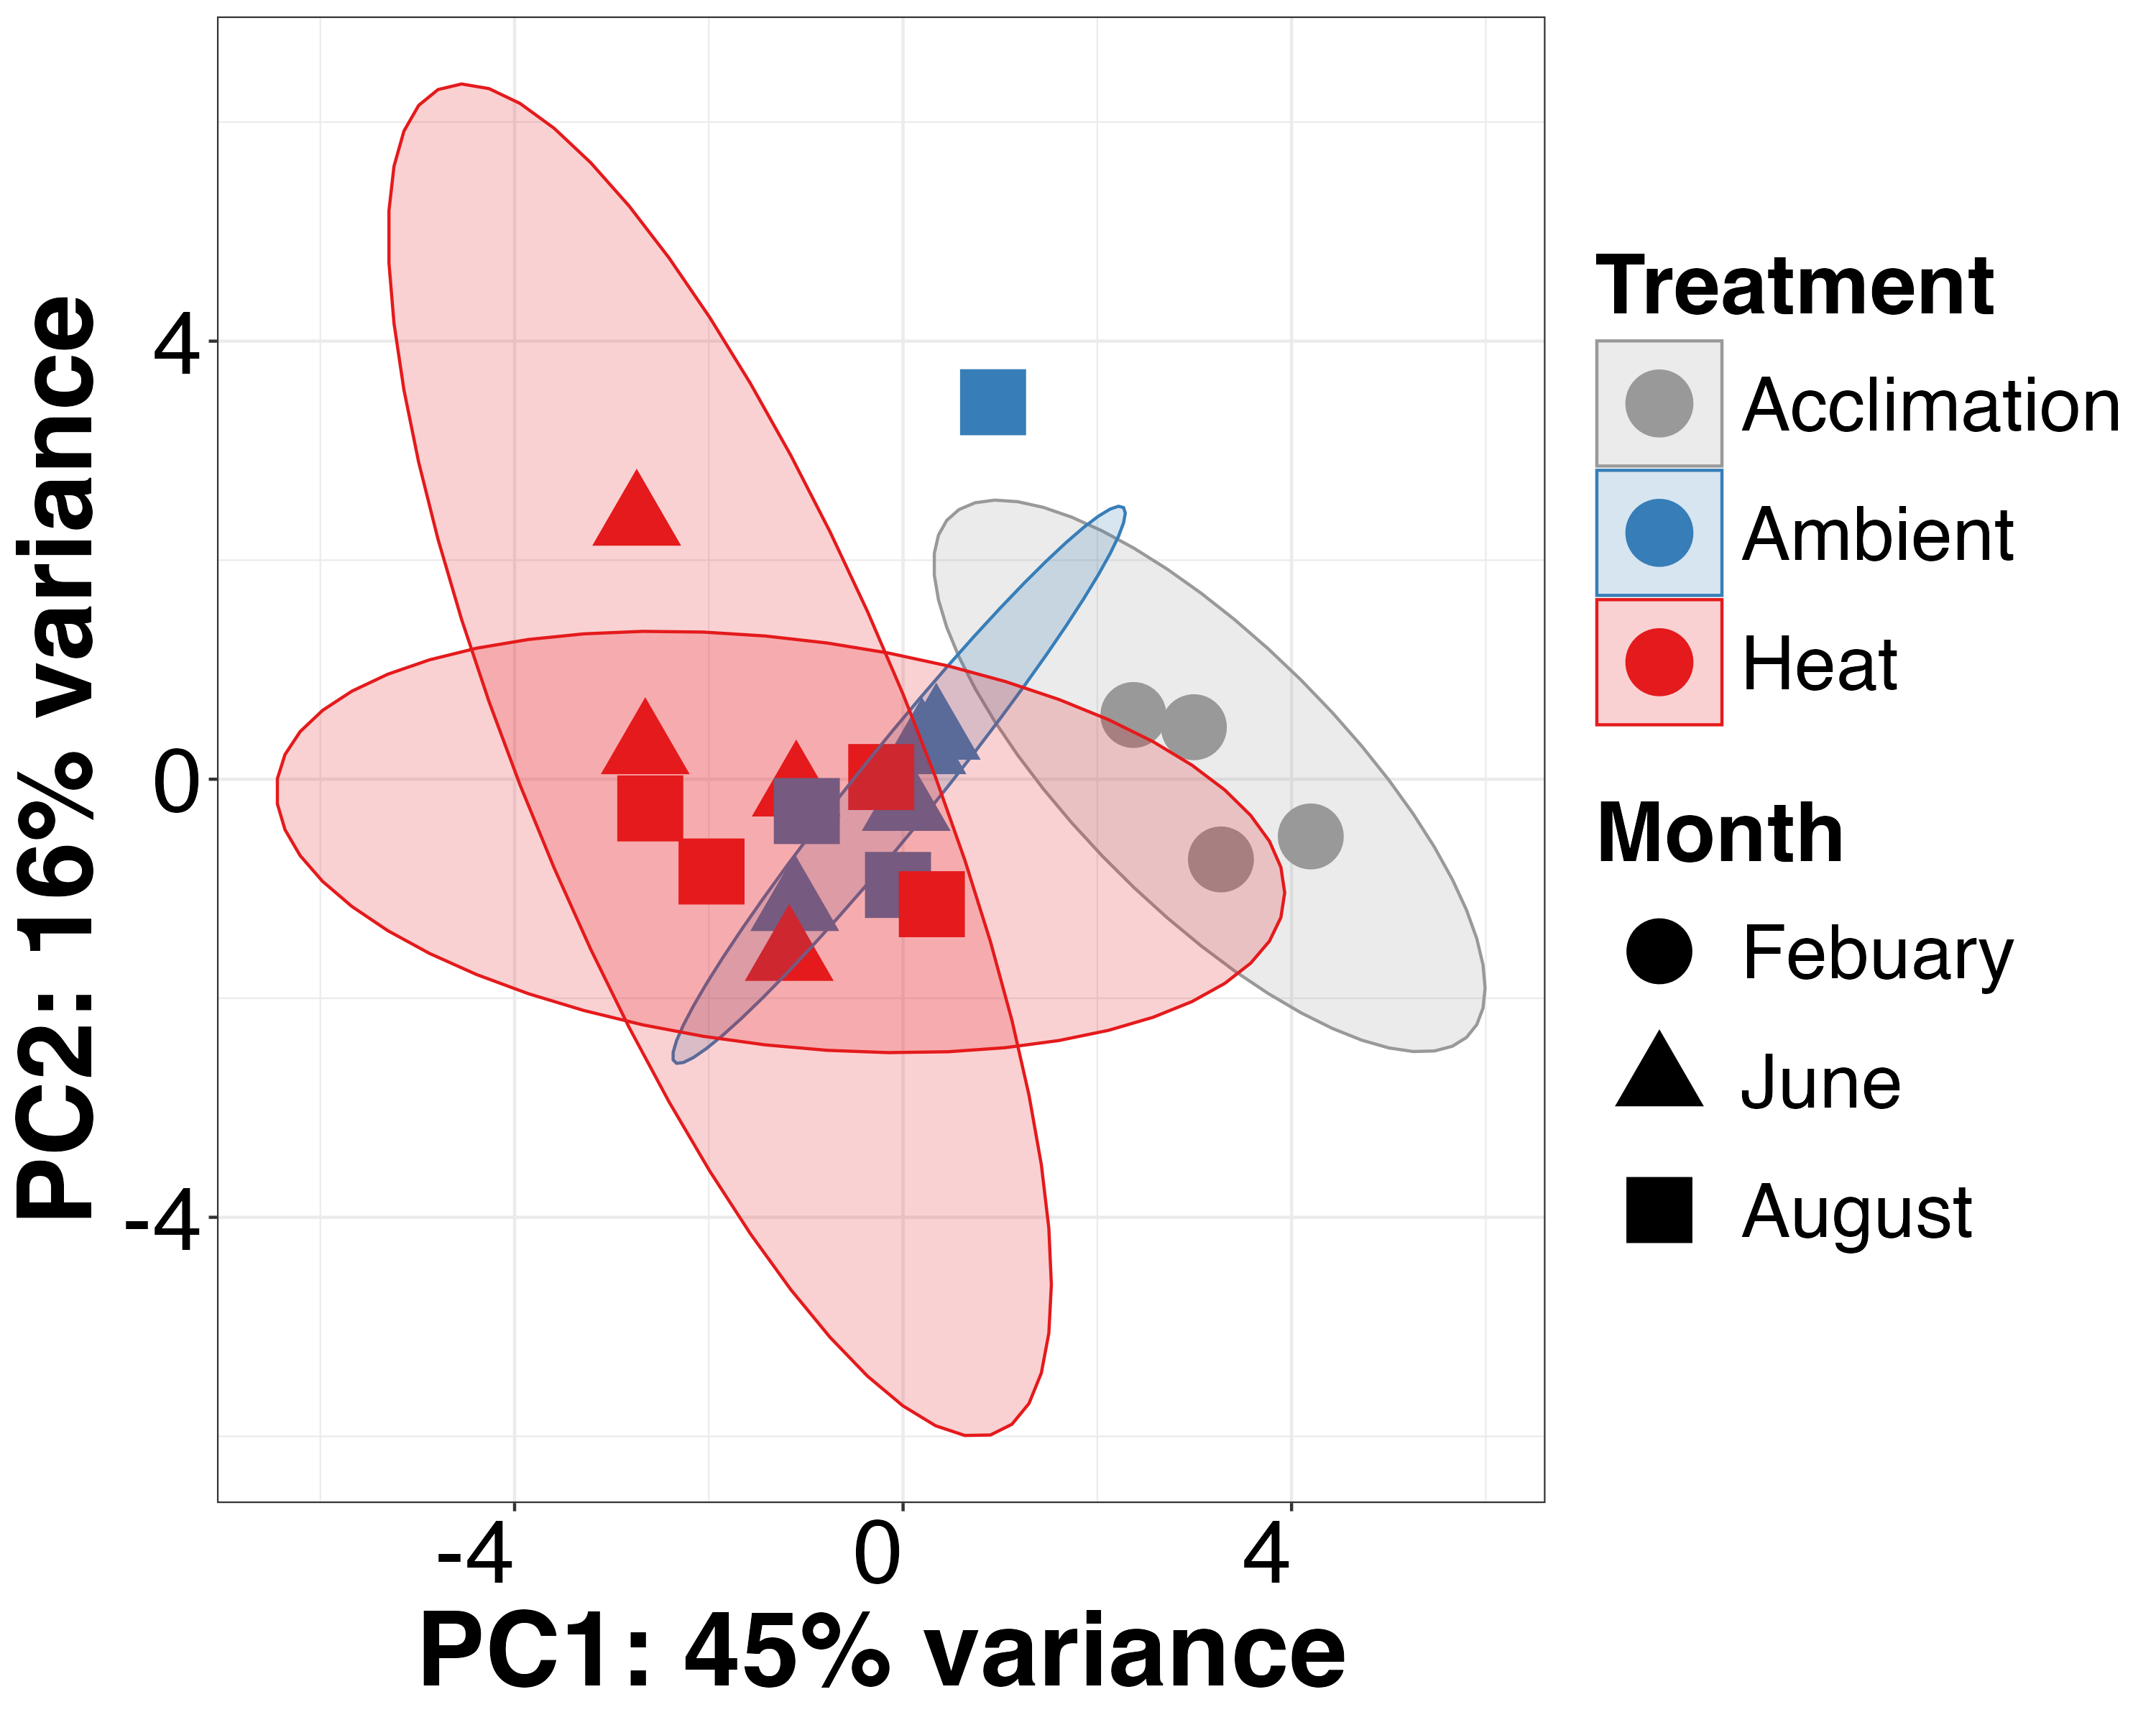 PC2: 16% variance
4
0
-4
-4
0
4
PC1: 45% variance
Treatment
Acclimation
Ambient
Heat
Month
Febuary
June
August